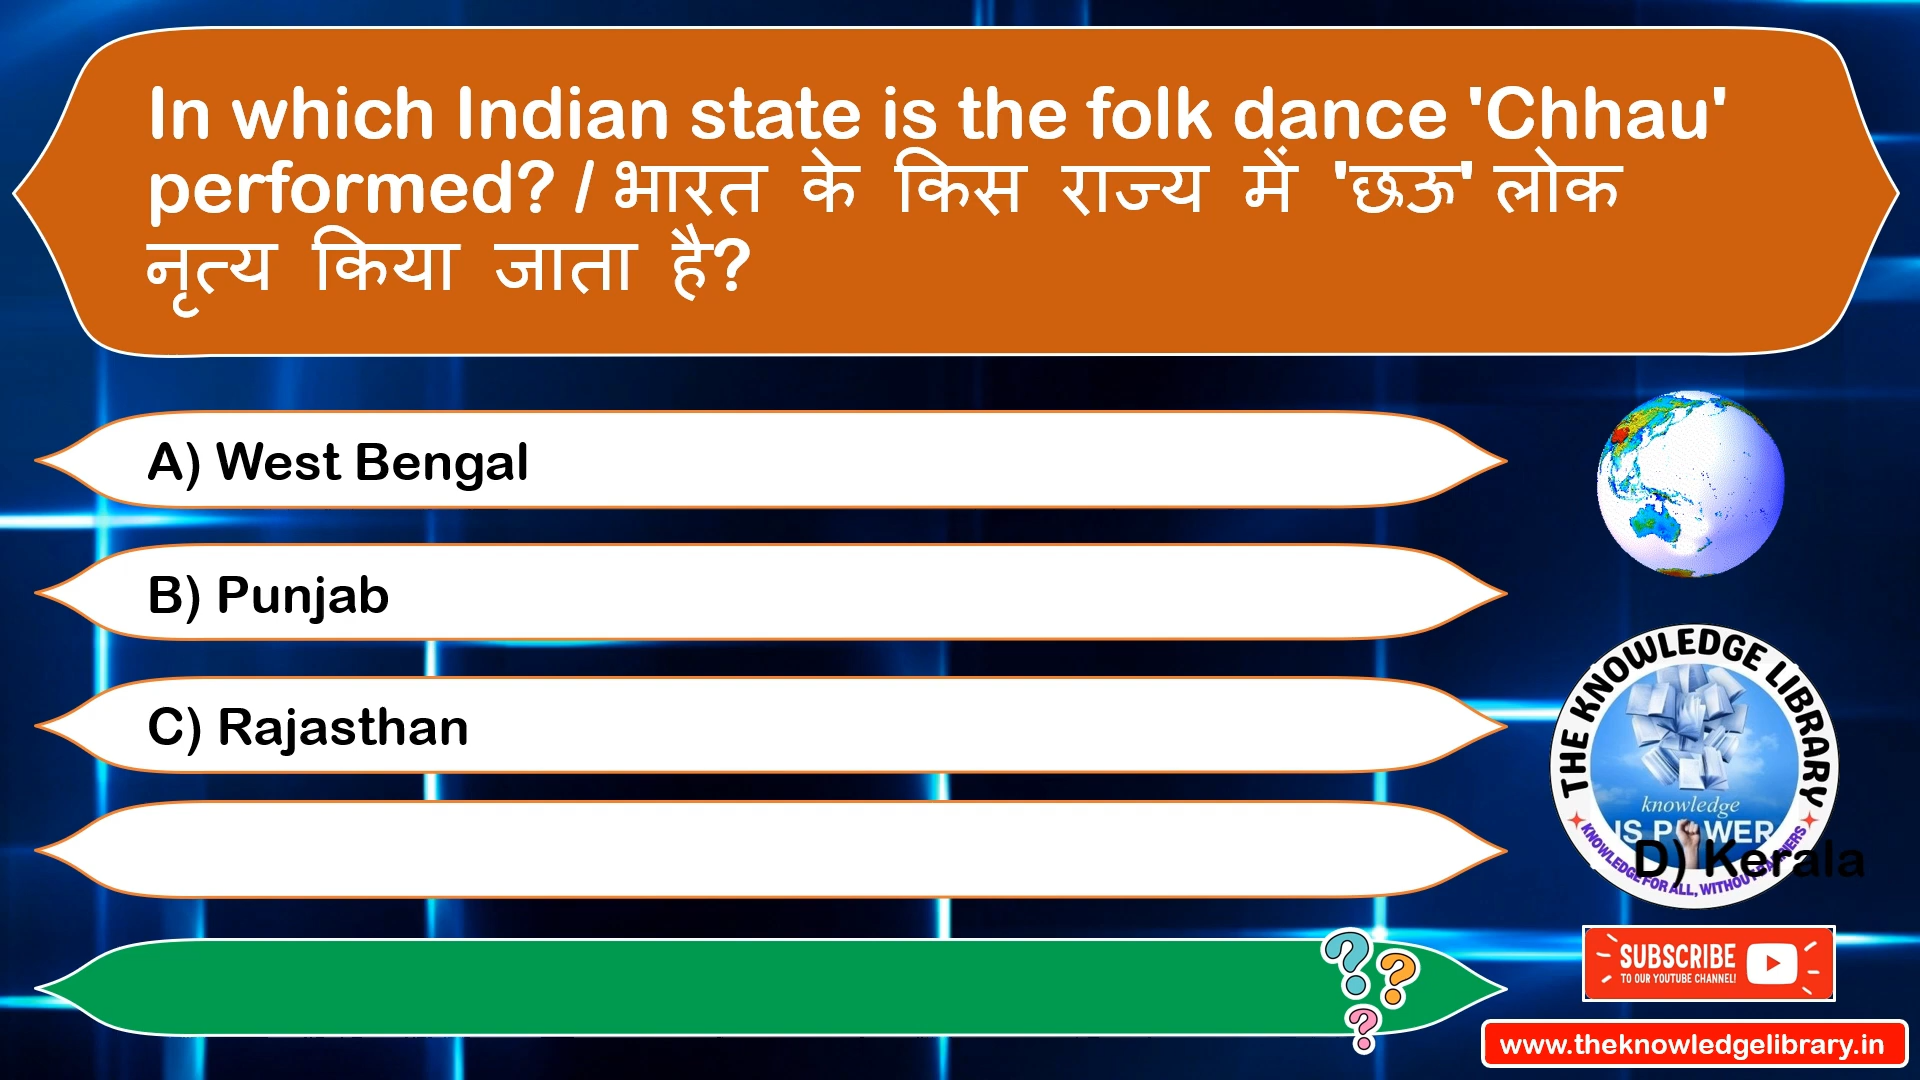 In which Indian state is the folk dance 'Chhau'
performed? / भारत के किस राज्य में 'छऊ' लोक
नृत्य किया जाता है?
A) West Bengal
B) Punjab
C) Rajasthan
D) Kerala
THE KNOWLEDGE LIBRARY
knowledge
IS POWER
KNOWLEDGE FOR ALL, WITHOUT BARRIERS
SUBSCRIBE
TO OUR YOUTUBE CHANNEL!
www.theknowledgelibrary.in